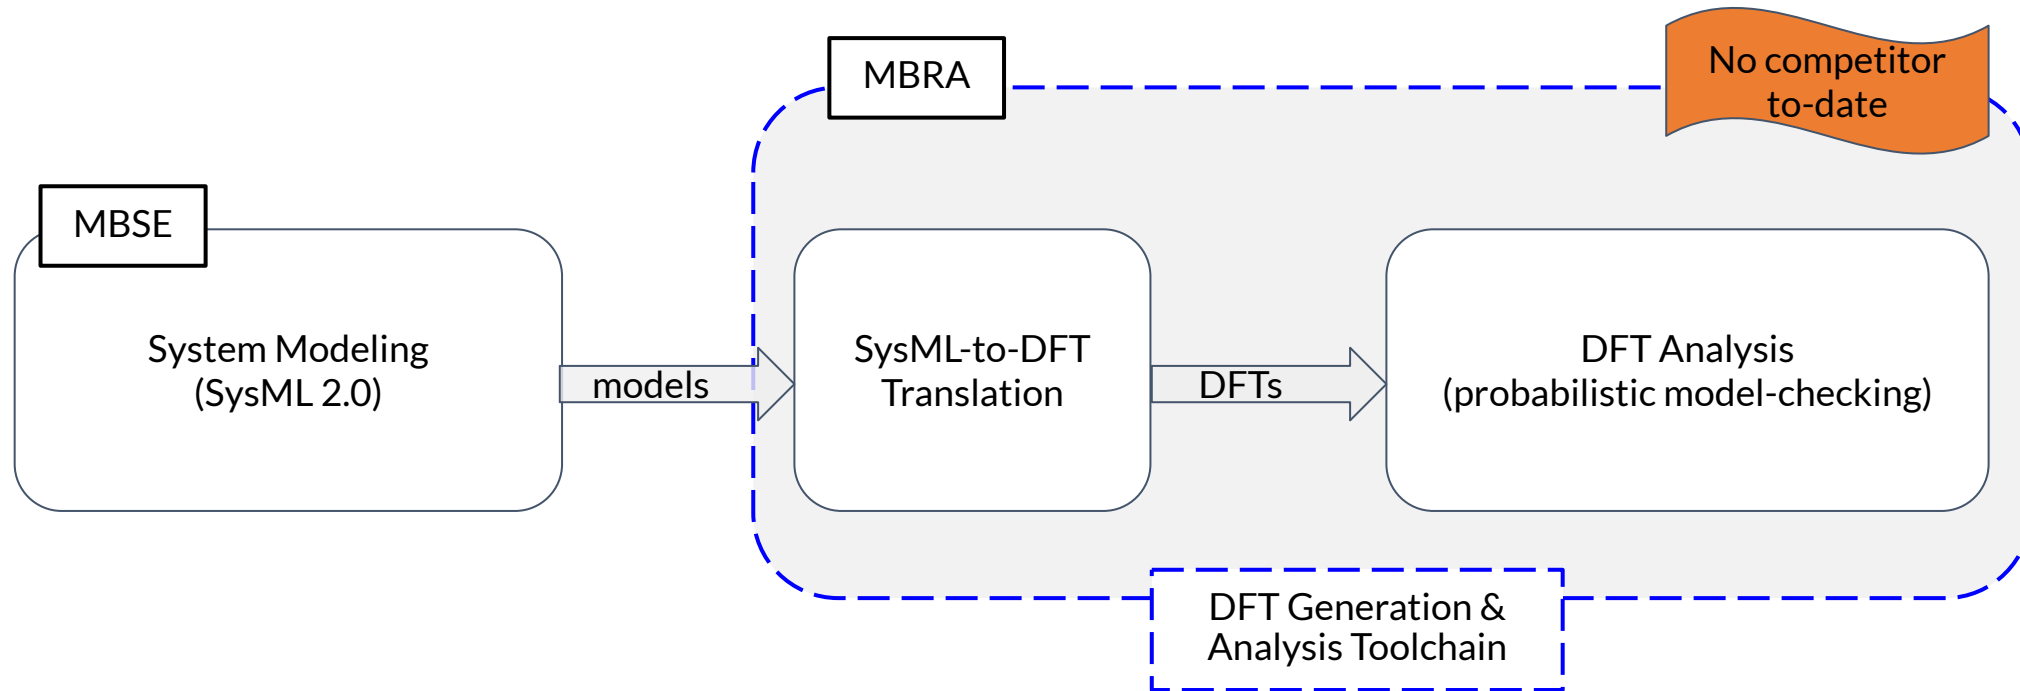 MBRA
No competitor
to-date
MBSE
System Modeling
(SysML 2.0)
models
SysML-to-DFT
Translation
DFTs
DFT Analysis
(probabilistic model-checking)
DFT Generation &
Analysis Toolchain